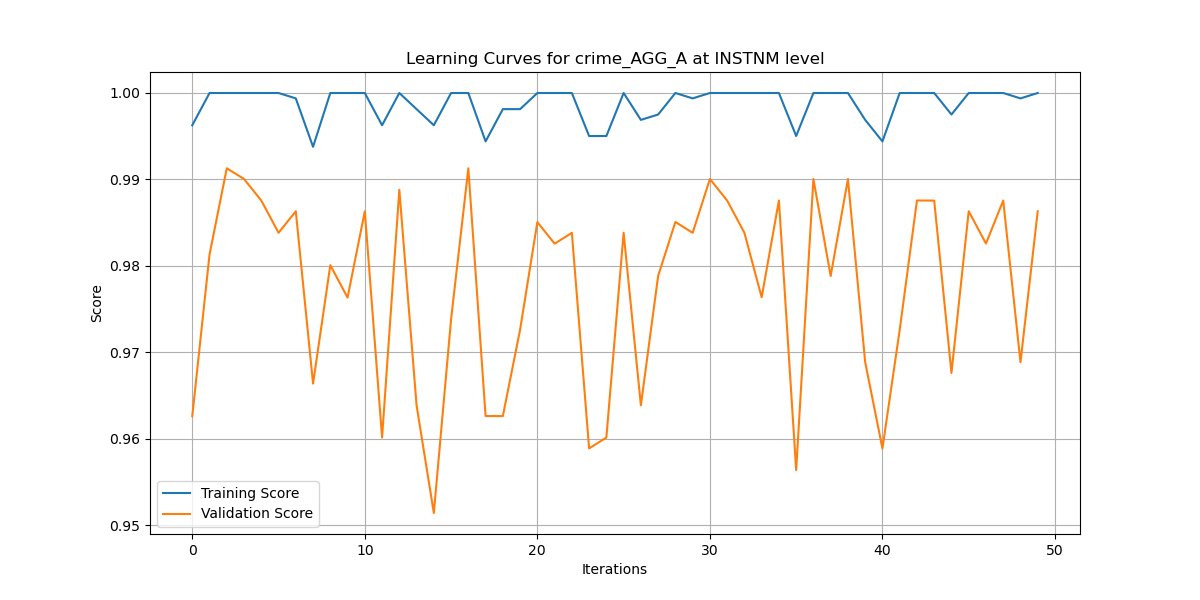 Learning Curves for crime_AGG_A at INSTNM level
1.00
0.99
0.98
0.97
0.96
0.95
Score
Training Score
Validation Score
0 10 20 30 40 50
Iterations